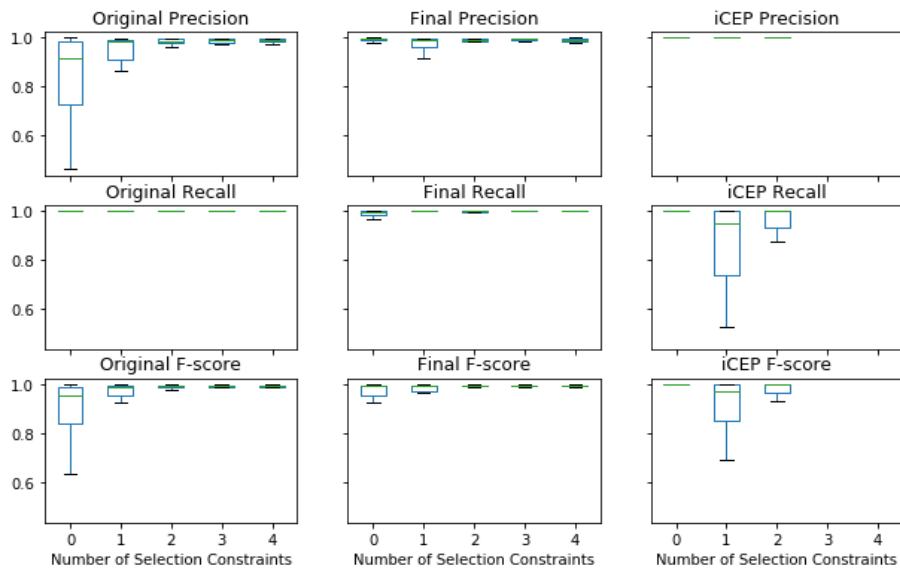 Original Precision Final Precision iCEP Precision
1.0
0.8
0.6
Original Recall Final Recall iCEP Recall
1.0
0.8
0.6
Original F-score Final F-score iCEP F-score
1.0
0.8
0.6
0 1 2 3 4 0 1 2 3 4 0 1 2 3 4
Number of Selection Constraints Number of Selection Constraints Number of Selection Constraints